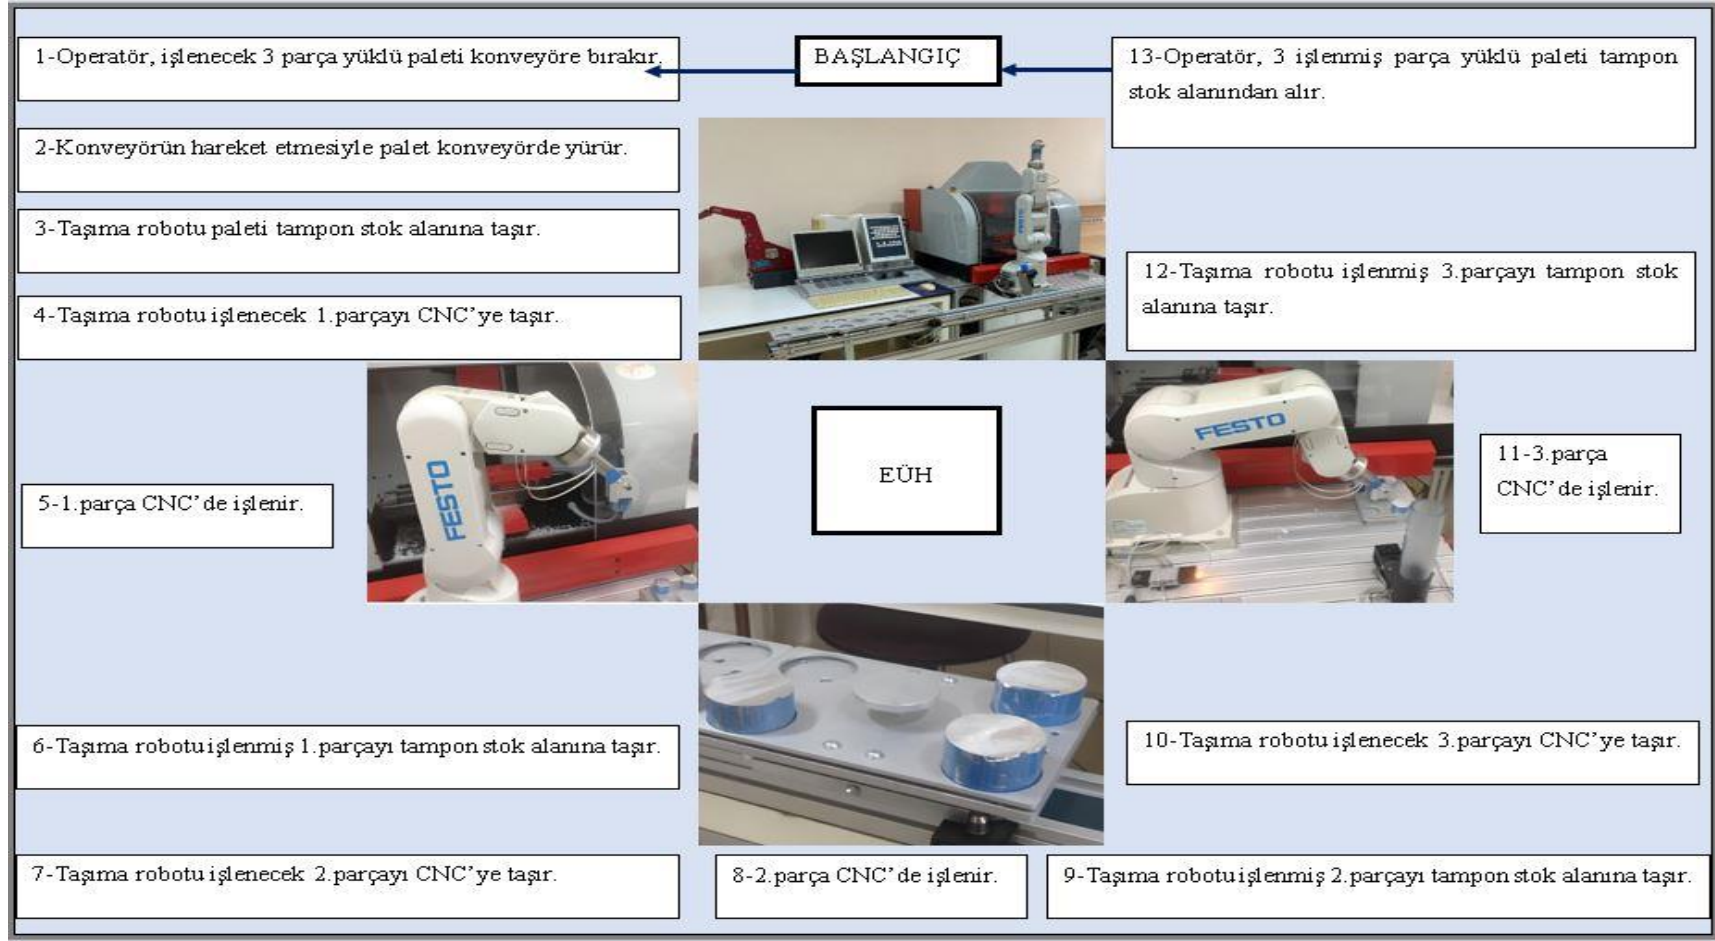 1-Operatör, işlenecek 3 parça yüklü paleti konveyöre bırakır.
BAŞLANGIÇ
13-Operatör, 3 işlenmiş parça yüklü paleti tampon
stok alanından alır.
2-Konveyörün hareket etmesiyle palet konveyörde yürür.
3-Taşıma robotu paleti tampon stok alanına taşır.
12-Taşıma robotu işlenmiş 3.parçayı tampon stok
alanına taşır.
4-Taşıma robotu işlenecek 1.parçayı CNC’ye taşır.
FESTO
FESTO
FESTO
EÜH
11-3.parça
CNC’de işlenir.
5-1.parça CNC’de işlenir.
6-Taşıma robotu işlenmiş 1.parçayı tampon stok alanına taşır.
10-Taşıma robotu işlenecek 3.parçayı CNC’ye taşır.
7-Taşıma robotu işlenecek 2.parçayı CNC’ye taşır.
8-2.parça CNC’de işlenir.
9-Taşıma robotu işlenmiş 2.parçayı tampon stok alanına taşır.